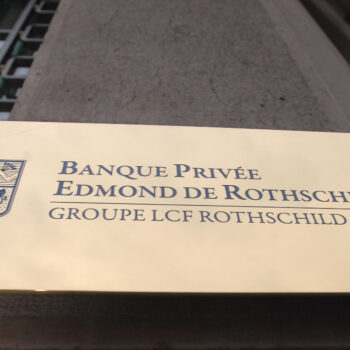 BANQUE PRIVÉE
EDMOND DE ROTHSCH
GROUPE LCF ROTHSCHILD